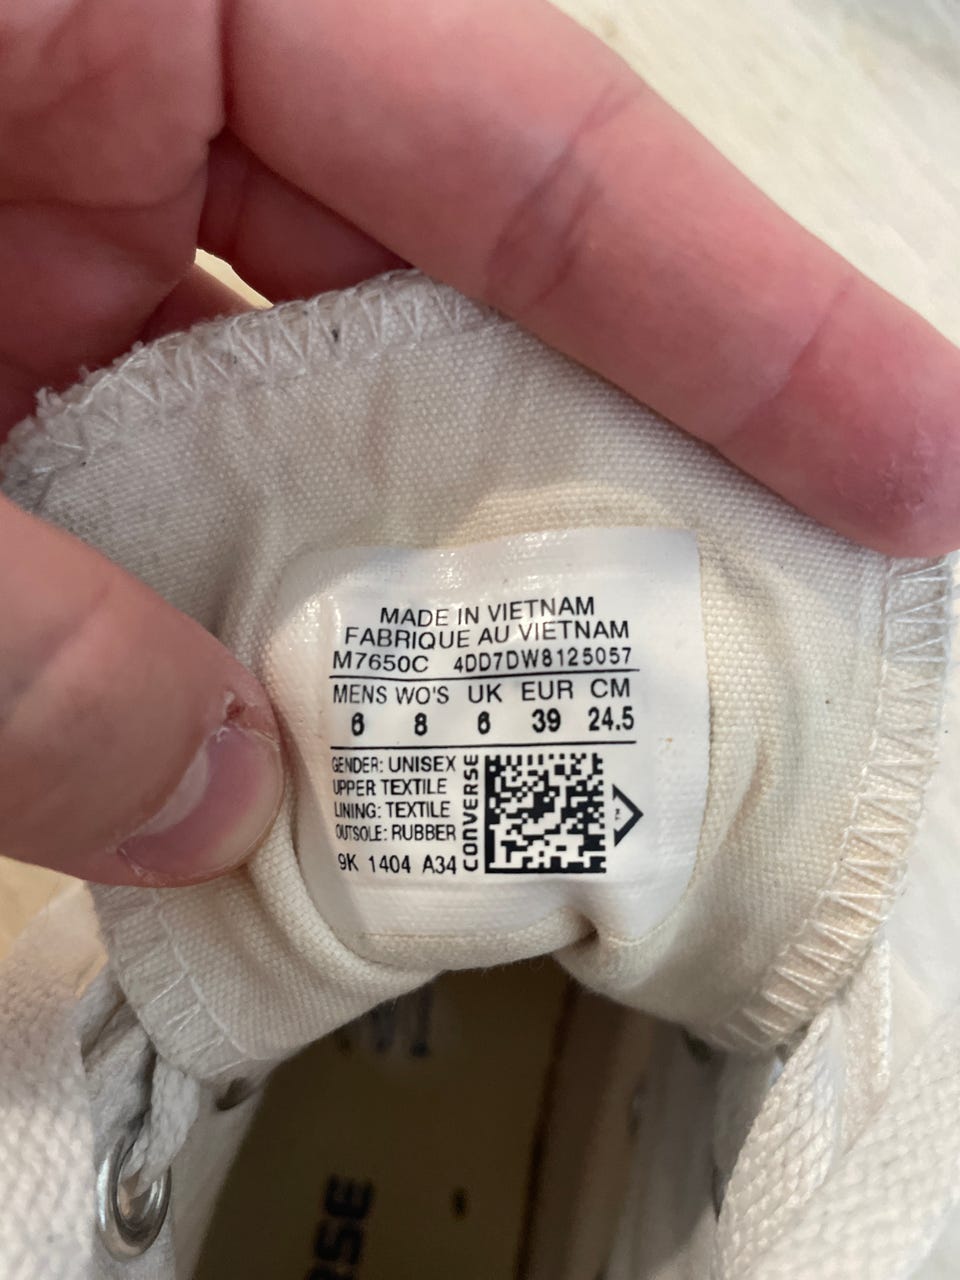 MADE IN VIETNAM
FABRIQUE AU VIETNAM
M7650C 4DD7DW8125057
MENS WO'S UK EUR CM
6 8 6 39 24.5
GENDER: UNISEX
UPPER TEXTILE
LINING: TEXTILE
OUTSOLE: RUBBER
9K 1404 A34
CONVERSE
RSE